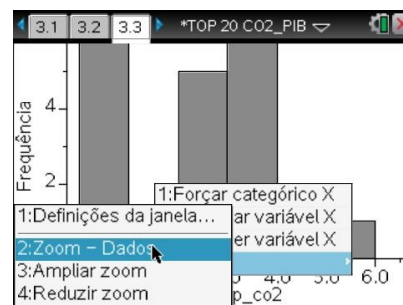 3.1 3.2 3.3 *TOP 20 CO2_PIB
Frequência
4
2
1:Forçar categórico X
ar variável X
er variável X
1:Definições da janela...
2:Zoom – Dados
3:Ampliar zoom
4:Reduzir zoom
4.0 5.0 6.0
p_co2